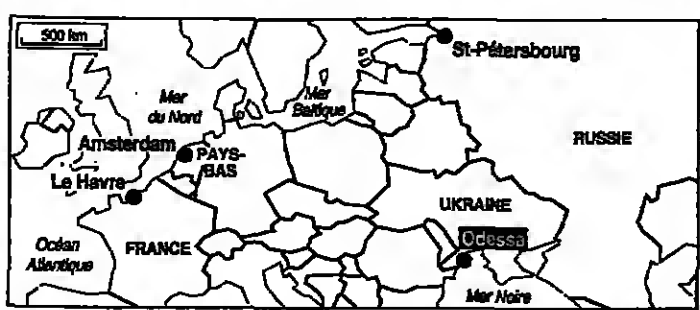 500 km
St-Pétersbourg
Mer
du Nord
Mer
Baltique
RUSSIE
Amsterdam
PAYS-
BAS
Le Havre
UKRAINE
Odessa
Océan
Atlantique
FRANCE
Mer Noire